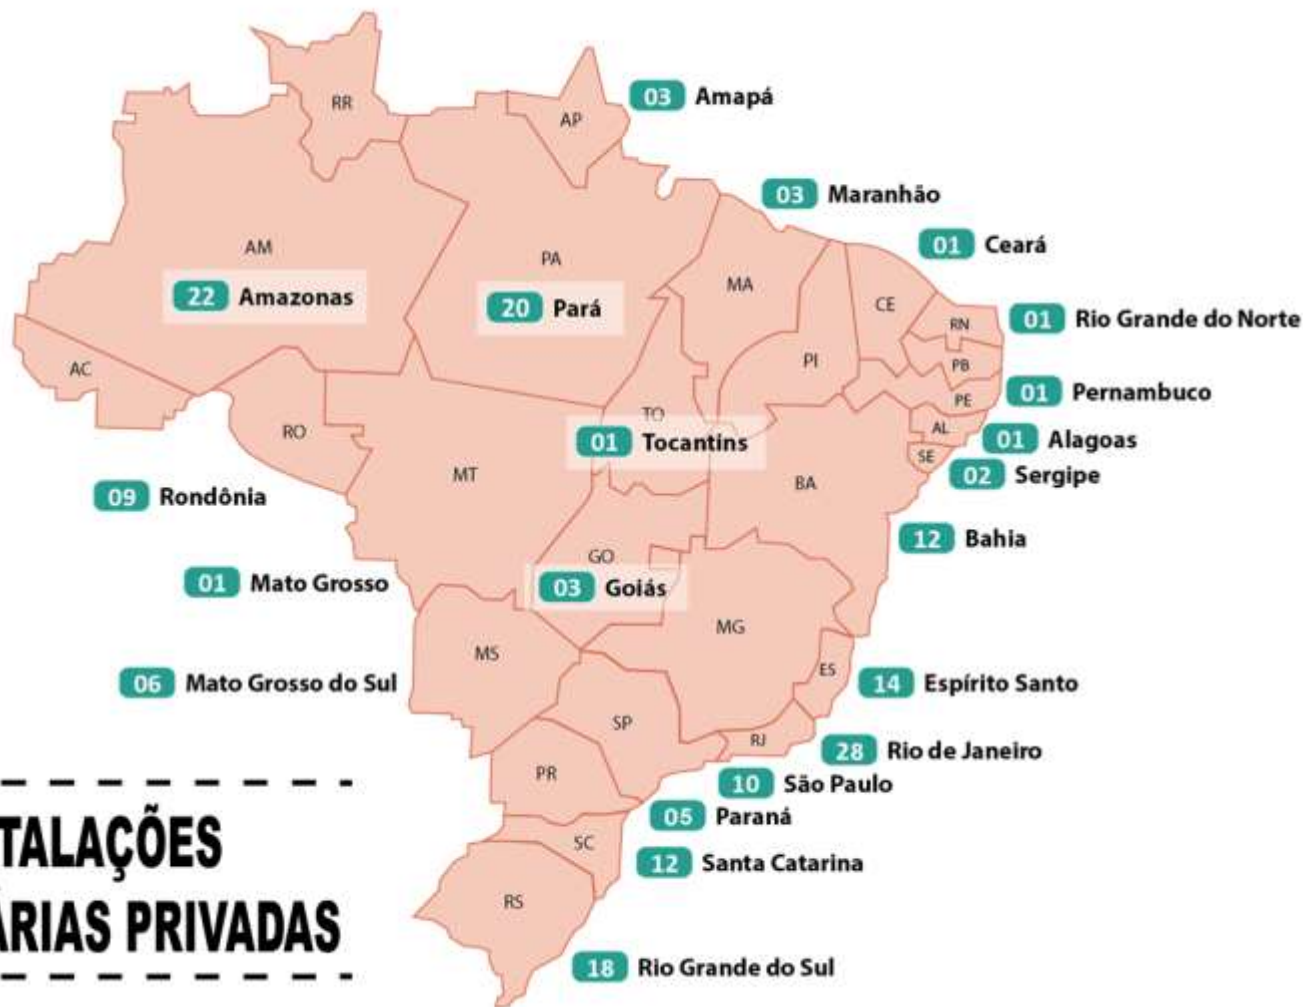 RR
AP
03 Amapá
03 Maranhão
01 Ceará
AM
PA
22 Amazonas
20 Pará
MA
CE
RN
01 Rio Grande do Norte
AC
PI
PB
PE
01 Pernambuco
RO
TO
01 Tocantins
AL
01 Alagoas
MT
SE
02 Sergipe
BA
09 Rondônia
12 Bahia
GO
01 Mato Grosso
03 Goiás
MG
MS
ES
06 Mato Grosso do Sul
14 Espírito Santo
SP
RJ
28 Rio de Janeiro
PR
10 São Paulo
05 Paraná
TALAÇÕES
SC
12 Santa Catarina
RS
ÁRIAS PRIVADAS
18 Rio Grande do Sul